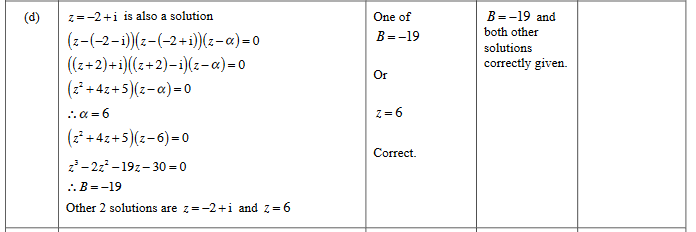 (d)
z = −2 + i is also a solution
(z − (−2 − i))(z − (−2 + i))(z − α) = 0
((z + 2) + i)((z + 2) − i)(z − α) = 0
(z² + 4z + 5)(z − α) = 0
∴ α = 6
(z² + 4z + 5)(z − 6) = 0
z³ − 2z² − 19z − 30 = 0
∴ B = −19
Other 2 solutions are z = −2 + i and z = 6
One of
B = −19
Or
z = 6
Correct.
B = −19 and
both other
solutions
correctly given.